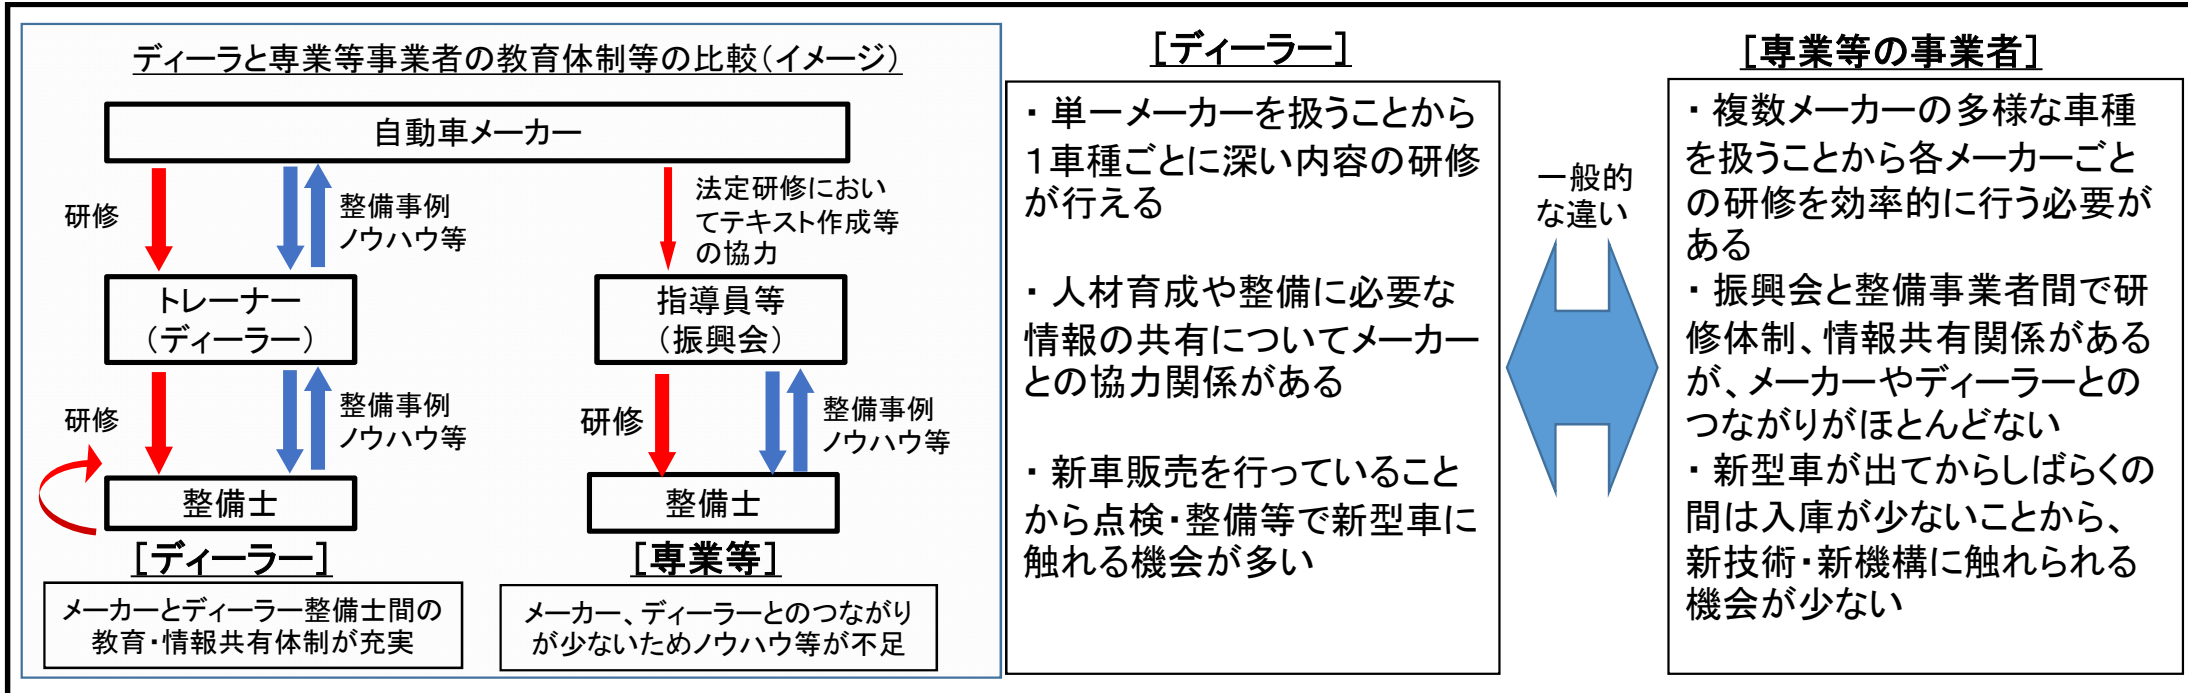 ディーラと専業等事業者の教育体制等の比較（イメージ）
自動車メーカー
研修
整備事例
ノウハウ等
法定研修におい
てテキスト作成等
の協力
トレーナー
（ディーラー）
指導員等
（振興会）
研修
整備事例
ノウハウ等
研修
整備事例
ノウハウ等
整備士
整備士
［ディーラー］
［専業等］
メーカーとディーラー整備士間の
教育・情報共有体制が充実
メーカー、ディーラーとのつながり
が少ないためノウハウ等が不足
［ディーラー］
・単一メーカーを扱うことから
１車種ごとに深い内容の研修
が行える
・人材育成や整備に必要な
情報の共有についてメーカー
との協力関係がある
・新車販売を行っていること
から点検・整備等で新型車に
触れる機会が多い
一般的
な違い
［専業等の事業者］
・複数メーカーの多様な車種
を扱うことから各メーカーごと
の研修を効率的に行う必要が
ある
・振興会と整備事業者間で研
修体制、情報共有関係がある
が、メーカーやディーラーとの
つながりがほとんどない
・新型車が出てからしばらくの
間は入庫が少ないことから、
新技術・新機構に触れられる
機会が少ない